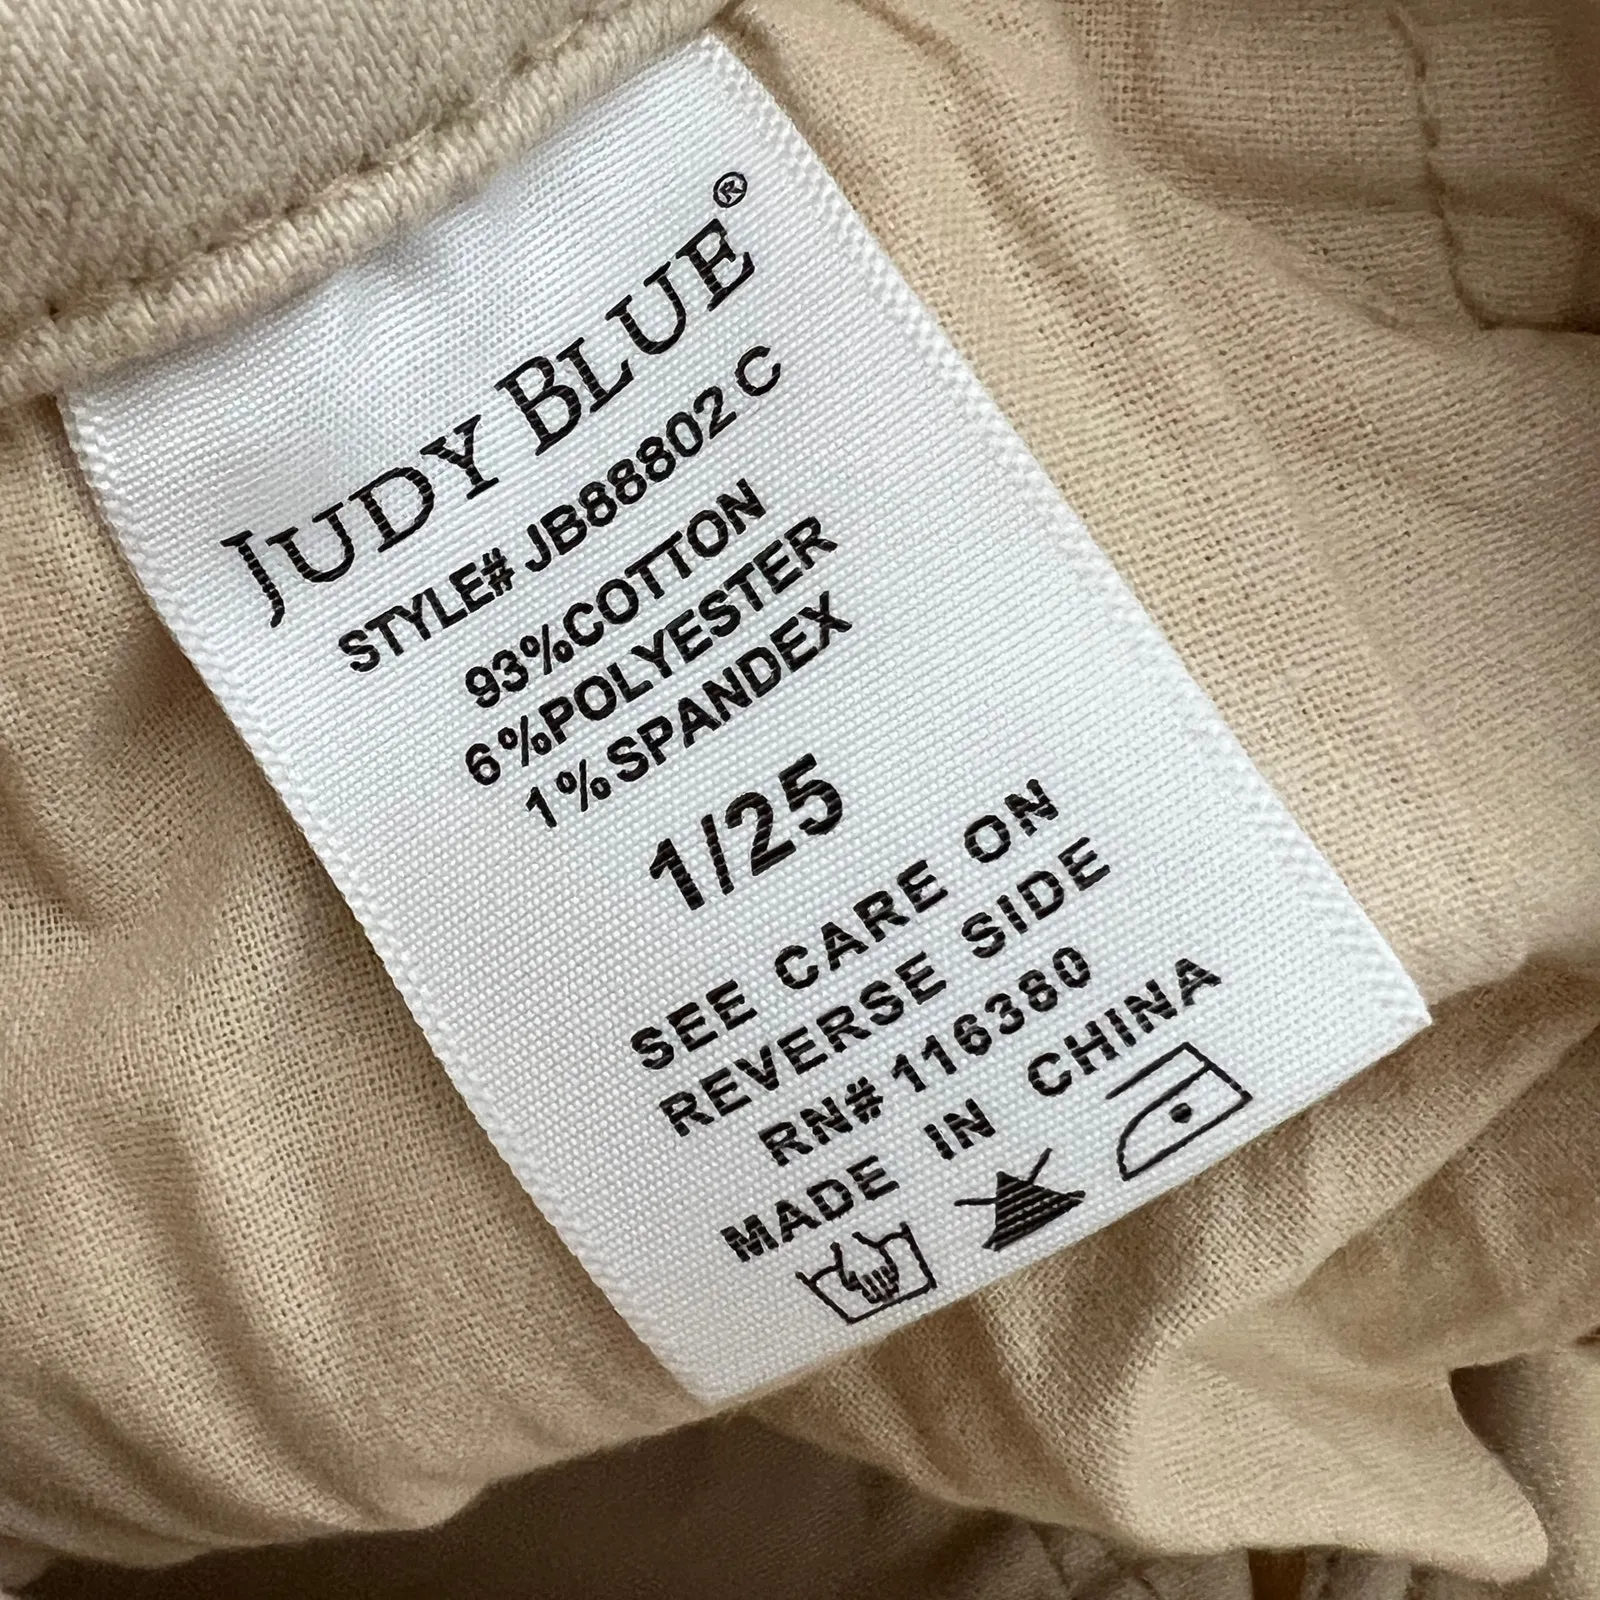 JUDY BLUE®
STYLE# JB88802 C
93%COTTON
6%POLYESTER
1%SPANDEX
1/25
SEE CARE ON
REVERSE SIDE
RN# 116380
MADE IN CHINA